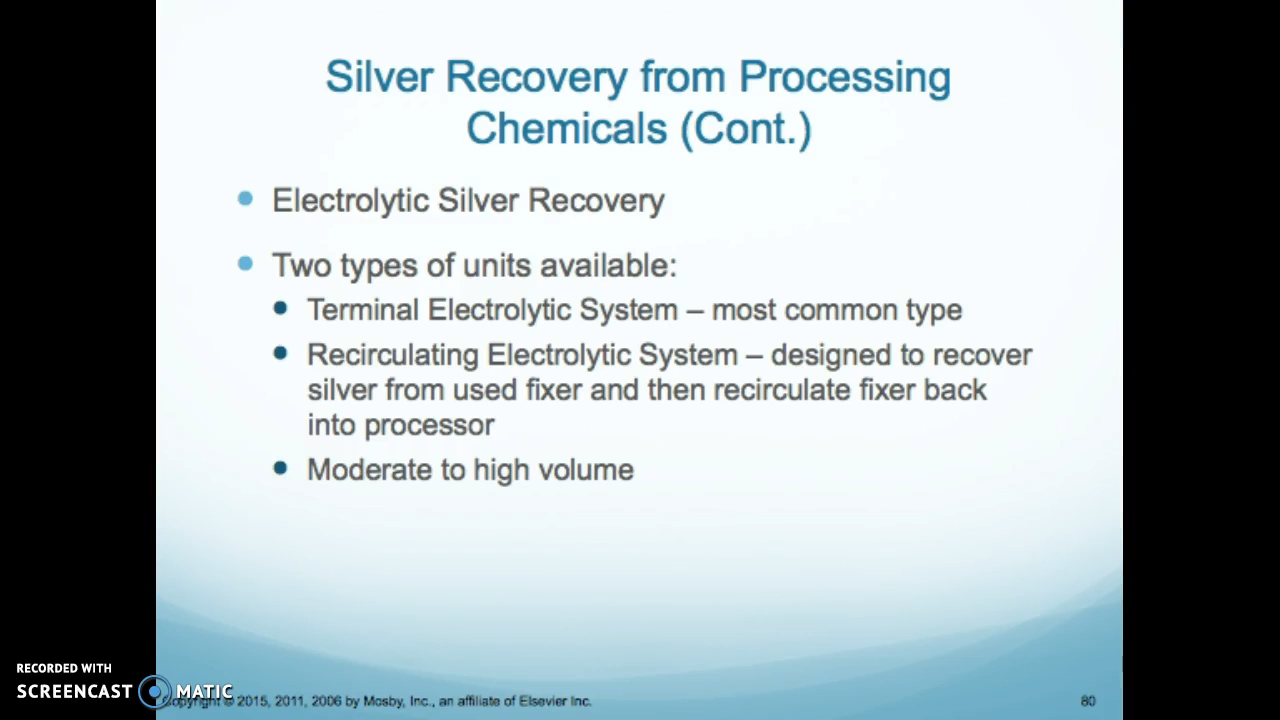 Silver Recovery from Processing
Chemicals (Cont.)
Electrolytic Silver Recovery
Two types of units available:
Terminal Electrolytic System – most common type
Recirculating Electrolytic System – designed to recover
silver from used fixer and then recirculate fixer back
into processor
Moderate to high volume
RECORDED WITH
SCREENCAST MATIC
Copyright © 2015, 2011, 2006 by Mosby, Inc., an affiliate of Elsevier Inc.
80